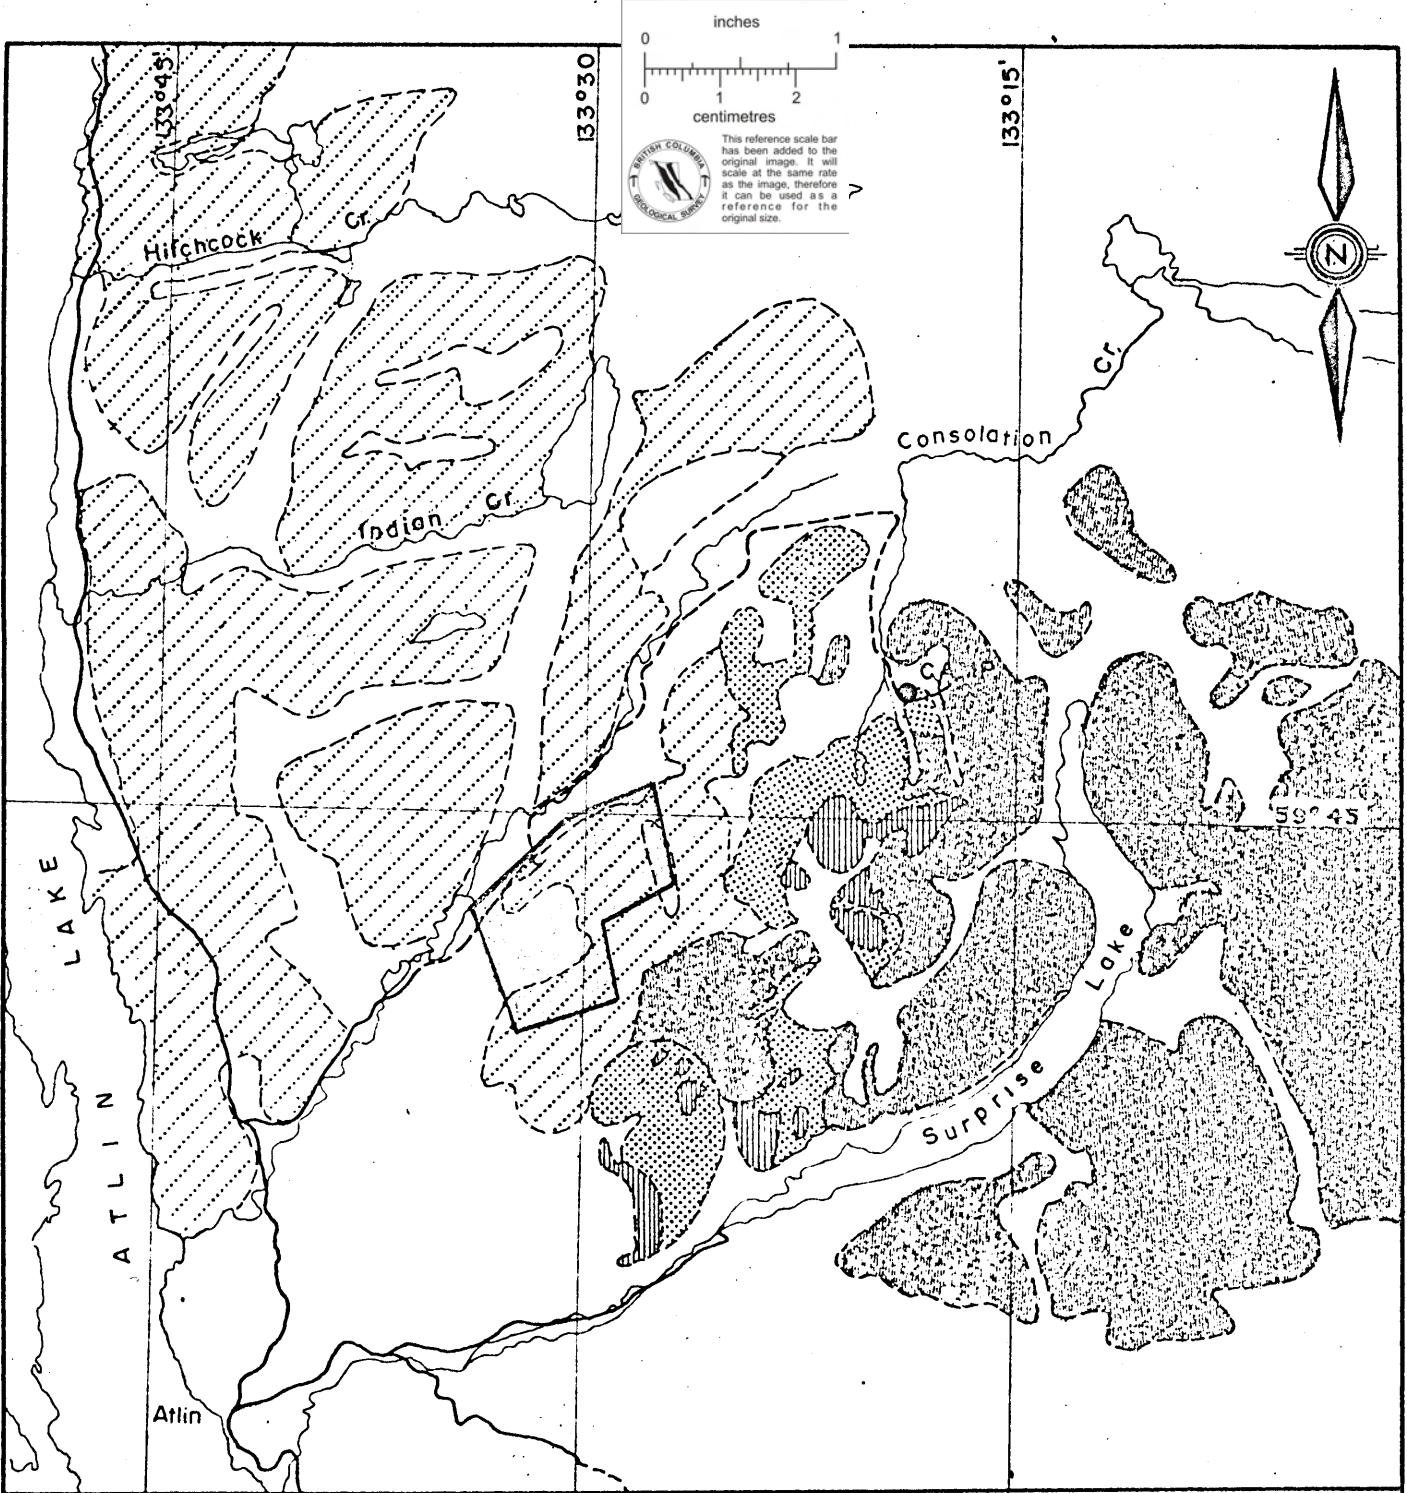 inches
0 1
0 1 2
centimetres
BRITISH COLUMBIA
GEOLOGICAL SURVEY
This reference scale bar
has been added to the
original image. It will
scale at the same rate
as the image, therefore
it can be used as a
reference for the
original size.
133°45'
133°30
133°15'
N
Hitchcock Cr.
Consolation Cr.
Indian Cr.
59°45
ATLIN LAKE
Surprise Lake
Atlin